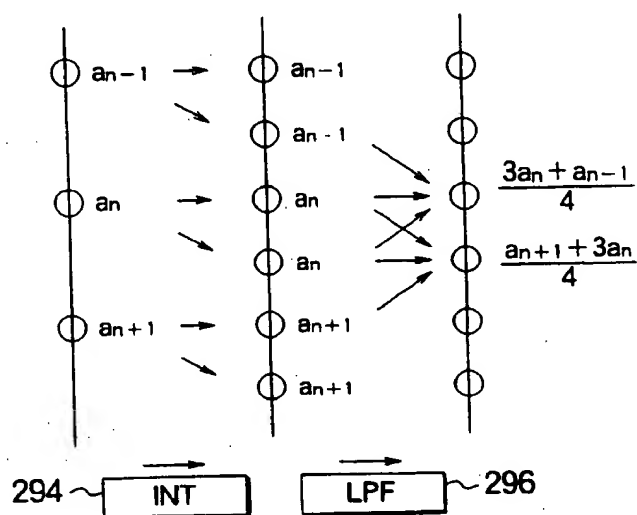 an-1 → an-1
an-1
an → an
an
an+1 → an+1
an+1
3an + an-1
4
an+1 + 3an
4
294 INT LPF 296